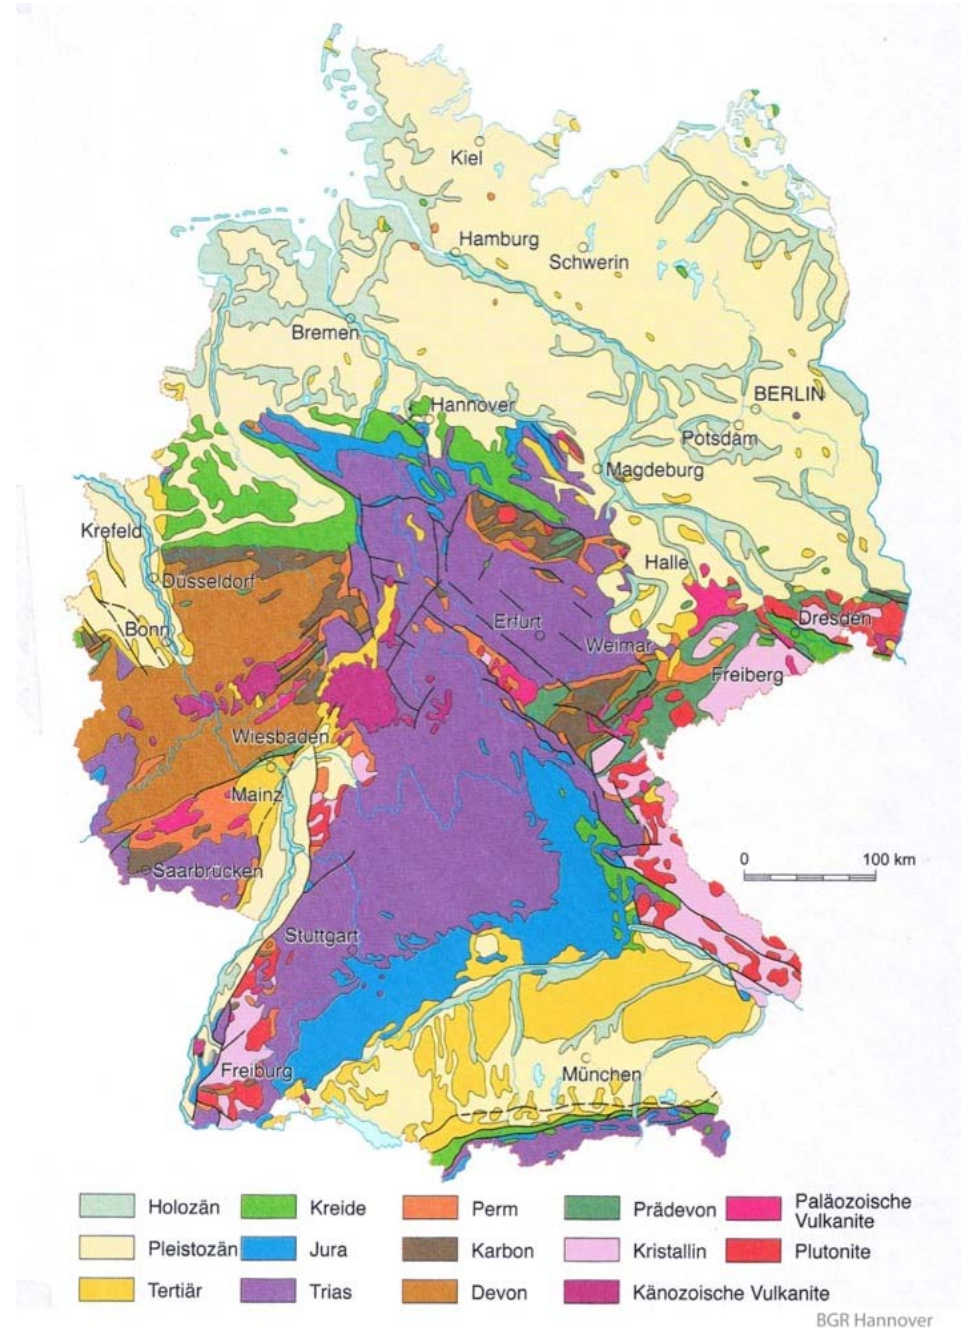 Kiel
Hamburg
Schwerin
Bremen
BERLIN
Hannover
Potsdam
Magdeburg
Krefeld
Halle
Düsseldorf
Dresden
Erfurt
Bonn
Weimar
Freiberg
Wiesbaden
Mainz
0 100 km
Saarbrücken
Stuttgart
Freiburg
München
Holozän Kreide Perm Prädevon Paläozoische Vulkanite
Pleistozän Jura Karbon Kristallin Plutonite
Tertiär Trias Devon Känozoische Vulkanite
BGR Hannover